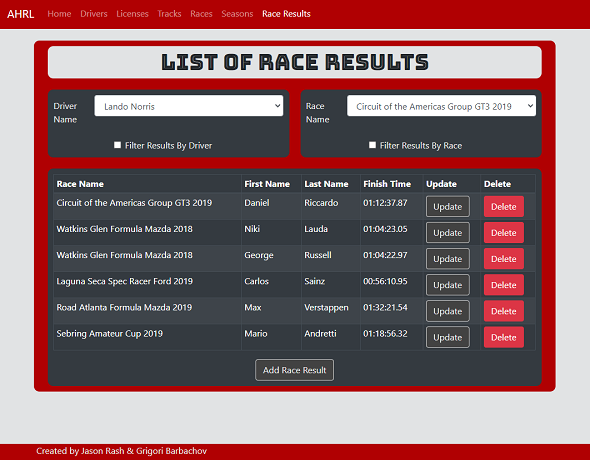 AHRL Home Drivers Licenses Tracks Races Seasons Race Results
LIST OF RACE RESULTS
Driver Name Lando Norris
Filter Results By Driver
Race Name Circuit of the Americas Group GT3 2019
Filter Results By Race
Race Name First Name Last Name Finish Time Update Delete
Circuit of the Americas Group GT3 2019 Daniel Riccardo 01:12:37.87 Update Delete
Watkins Glen Formula Mazda 2018 Niki Lauda 01:04:23.05 Update Delete
Watkins Glen Formula Mazda 2018 George Russell 01:04:22.97 Update Delete
Laguna Seca Spec Racer Ford 2019 Carlos Sainz 00:56:10.95 Update Delete
Road Atlanta Formula Mazda 2019 Max Verstappen 01:32:21.54 Update Delete
Sebring Amateur Cup 2019 Mario Andretti 01:18:56.32 Update Delete
Add Race Result
Created by Jason Rash & Grigori Barbachov